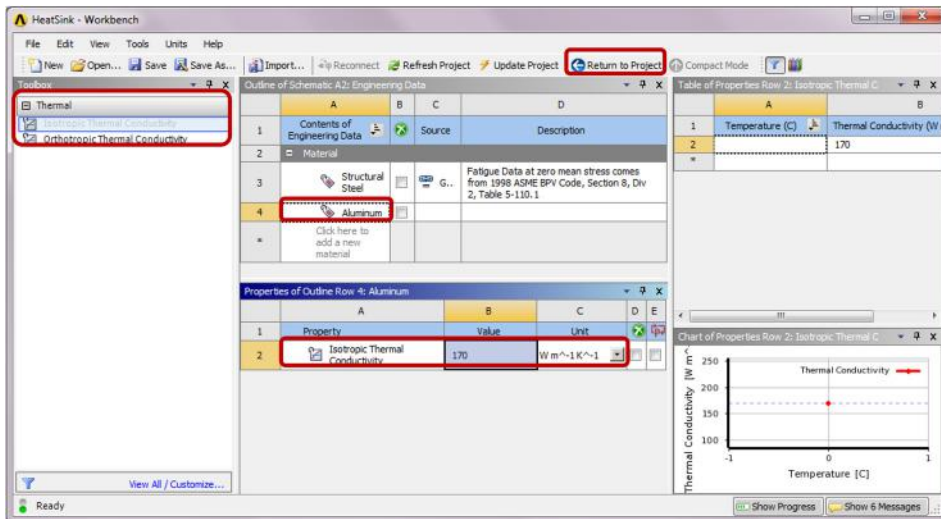 HeatSink - Workbench
File Edit View Tools Units Help
New Open... Save Save As... Import... Reconnect Refresh Project Update Project Return to Project Compact Mode
Toolbox
Thermal
Isotropic Thermal Conductivity
Orthotropic Thermal Conductivity
View All / Customize...
Outline of Schematic A2: Engineering Data
A B C D
1 Contents of Engineering Data Source Description
2 Material
3 Structural Steel G.. Fatigue Data at zero mean stress comes
from 1998 ASME BPV Code, Section 8, Div
2, Table 5-110.1
4 Aluminum
* Click here to
add a new
material
Properties of Outline Row 4: Aluminum
A B C D E
1 Property Value Unit
2 Isotropic Thermal Conductivity 170 W m^-1 K^-1
Table of Properties Row 2: Isotropic Thermal C
A B
1 Temperature (C) Thermal Conductivity (W
2 170
*
Chart of Properties Row 2: Isotropic Thermal C
Thermal Conductivity [W m^-
250
200
150
100
Thermal Conductivity
-1 0 1
Temperature [C]
Ready
Show Progress Show 6 Messages